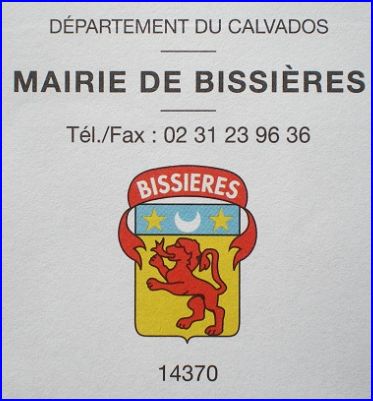 DÉPARTEMENT DU CALVADOS
MAIRIE DE BISSIÈRES
Tél./Fax : 02 31 23 96 36
BISSIERES
14370